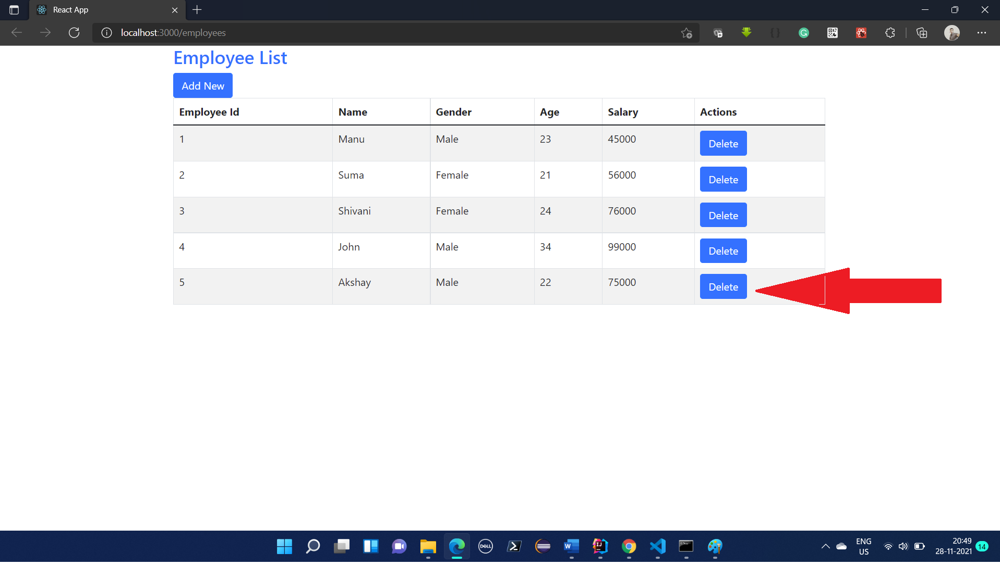 React App
localhost:3000/employees
Employee List
Add New
Employee Id Name Gender Age Salary Actions
1 Manu Male 23 45000 Delete
2 Suma Female 21 56000 Delete
3 Shivani Female 24 76000 Delete
4 John Male 34 99000 Delete
5 Akshay Male 22 75000 Delete
DELL
W
IJ
ENG
US
20:49
28-11-2021
14